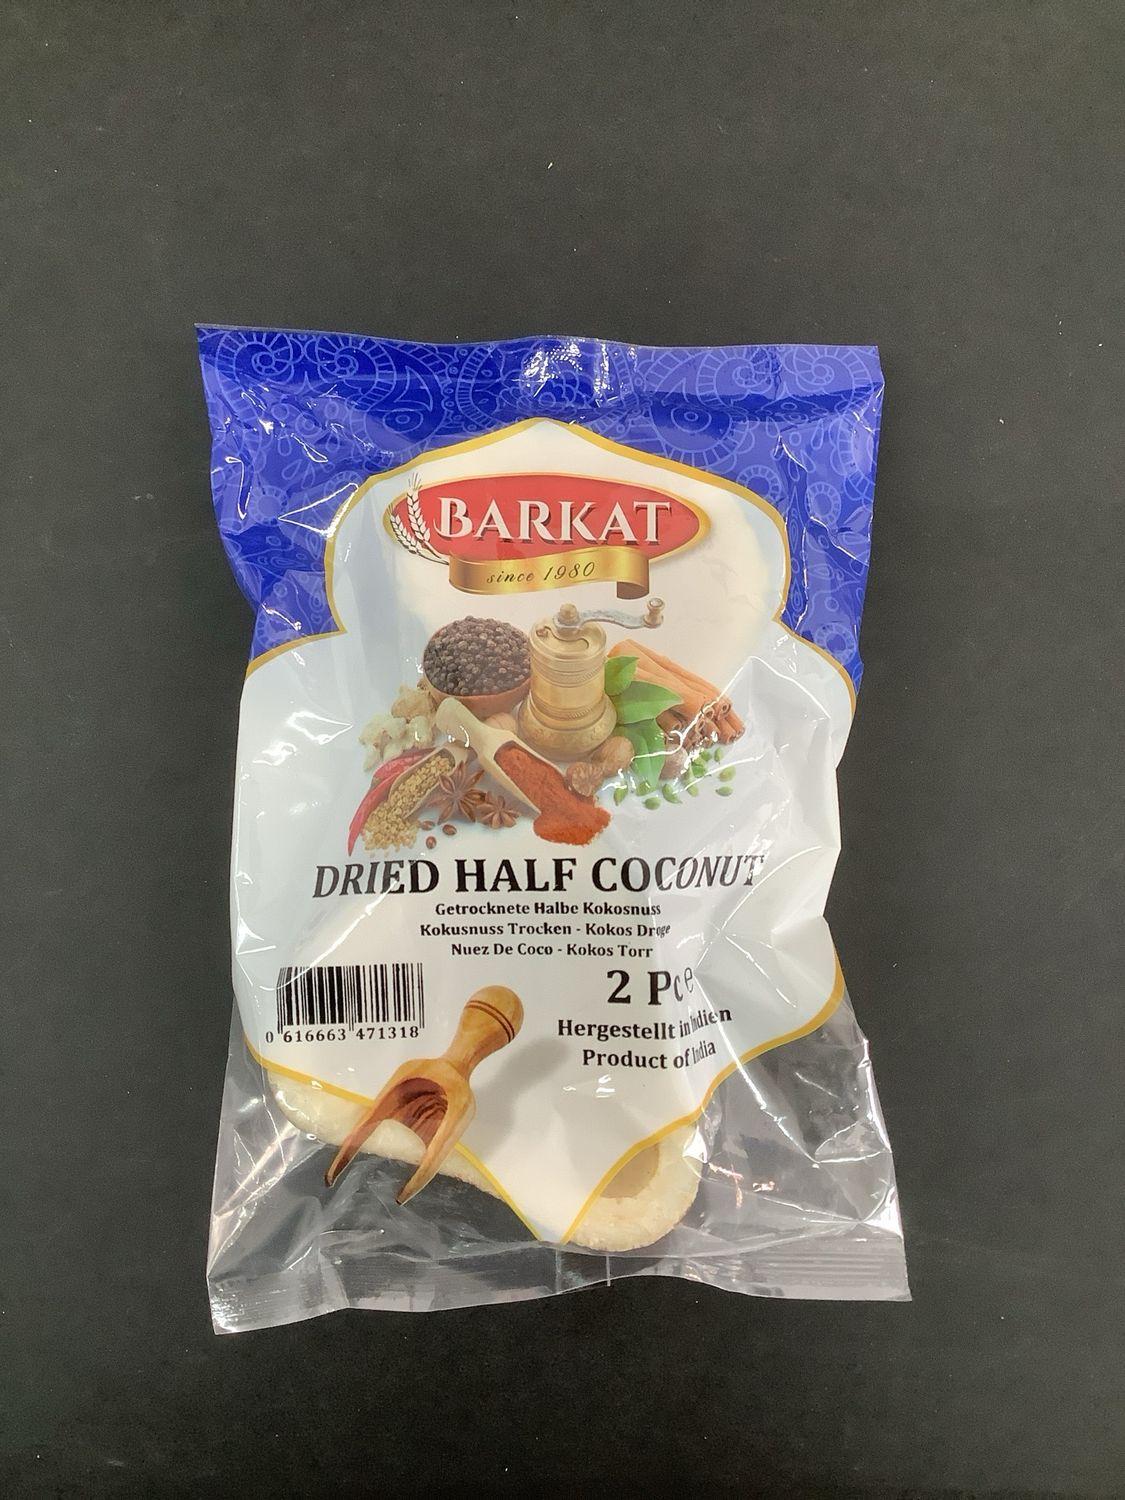 BARKAT
since 1980
DRIED HALF COCONUT
Getrocknete Halbe Kokosnuss
Kokusnuss Trocken - Kokos Droge
Nuez De Coco - Kokos Torr
2 Pce
0 616663 471318
Hergestellt in Indien
Product of India